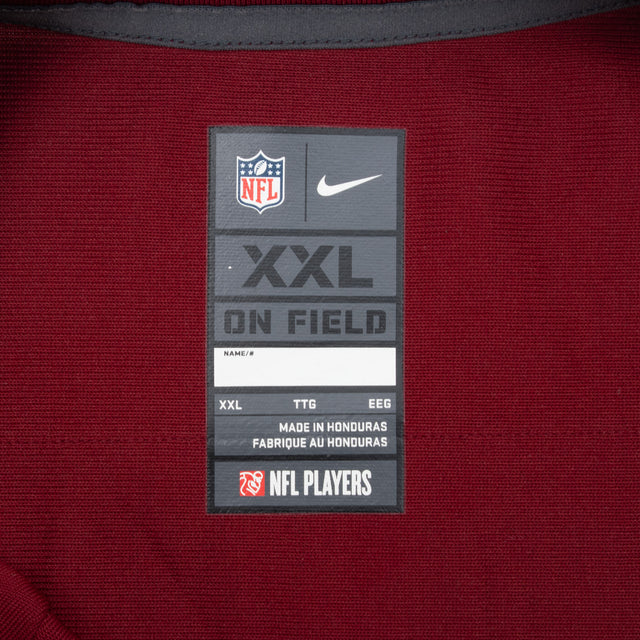 NFL
XXL
ON FIELD
NAME/#
XXL TTG EEG
MADE IN HONDURAS
FABRIQUE AU HONDURAS
NFL PLAYERS